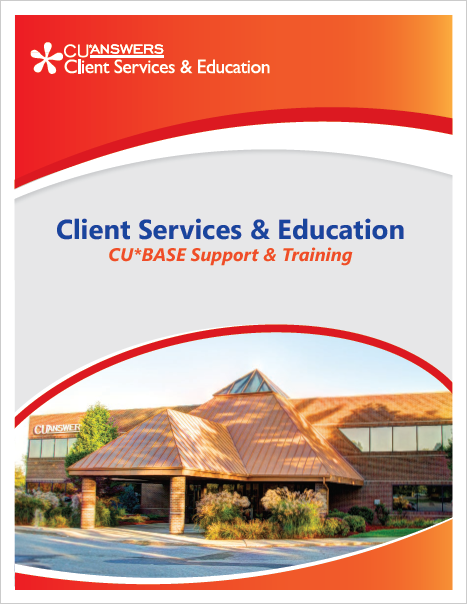 CU*ANSWERS
Client Services & Education
Client Services & Education
CU*BASE Support & Training
CU*ANSWERS